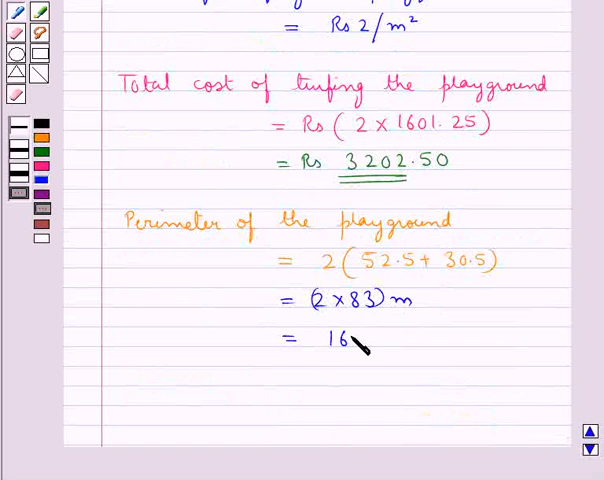 = Rs 2/m²
Total cost of turfing the playground
= Rs (2 × 1601.25)
= Rs 3202.50
Perimeter of the playground
= 2(52.5 + 30.5)
= (2 × 83) m
= 16